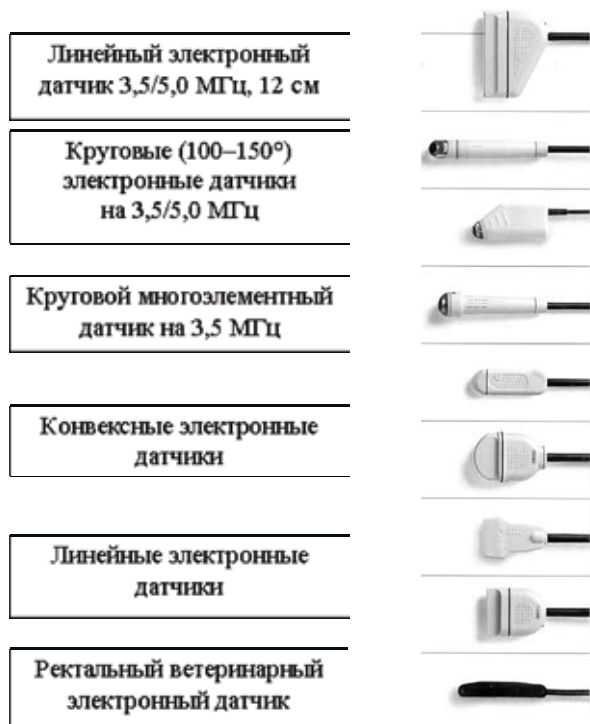 Линейный электронный
датчик 3,5/5,0 МГц, 12 см
Круговые (100–150°)
электронные датчики
на 3,5/5,0 МГц
Круговой многоэлементный
датчик на 3,5 МГц
Конвексные электронные
датчики
Линейные электронные
датчики
Ректальный ветеринарный
электронный датчик